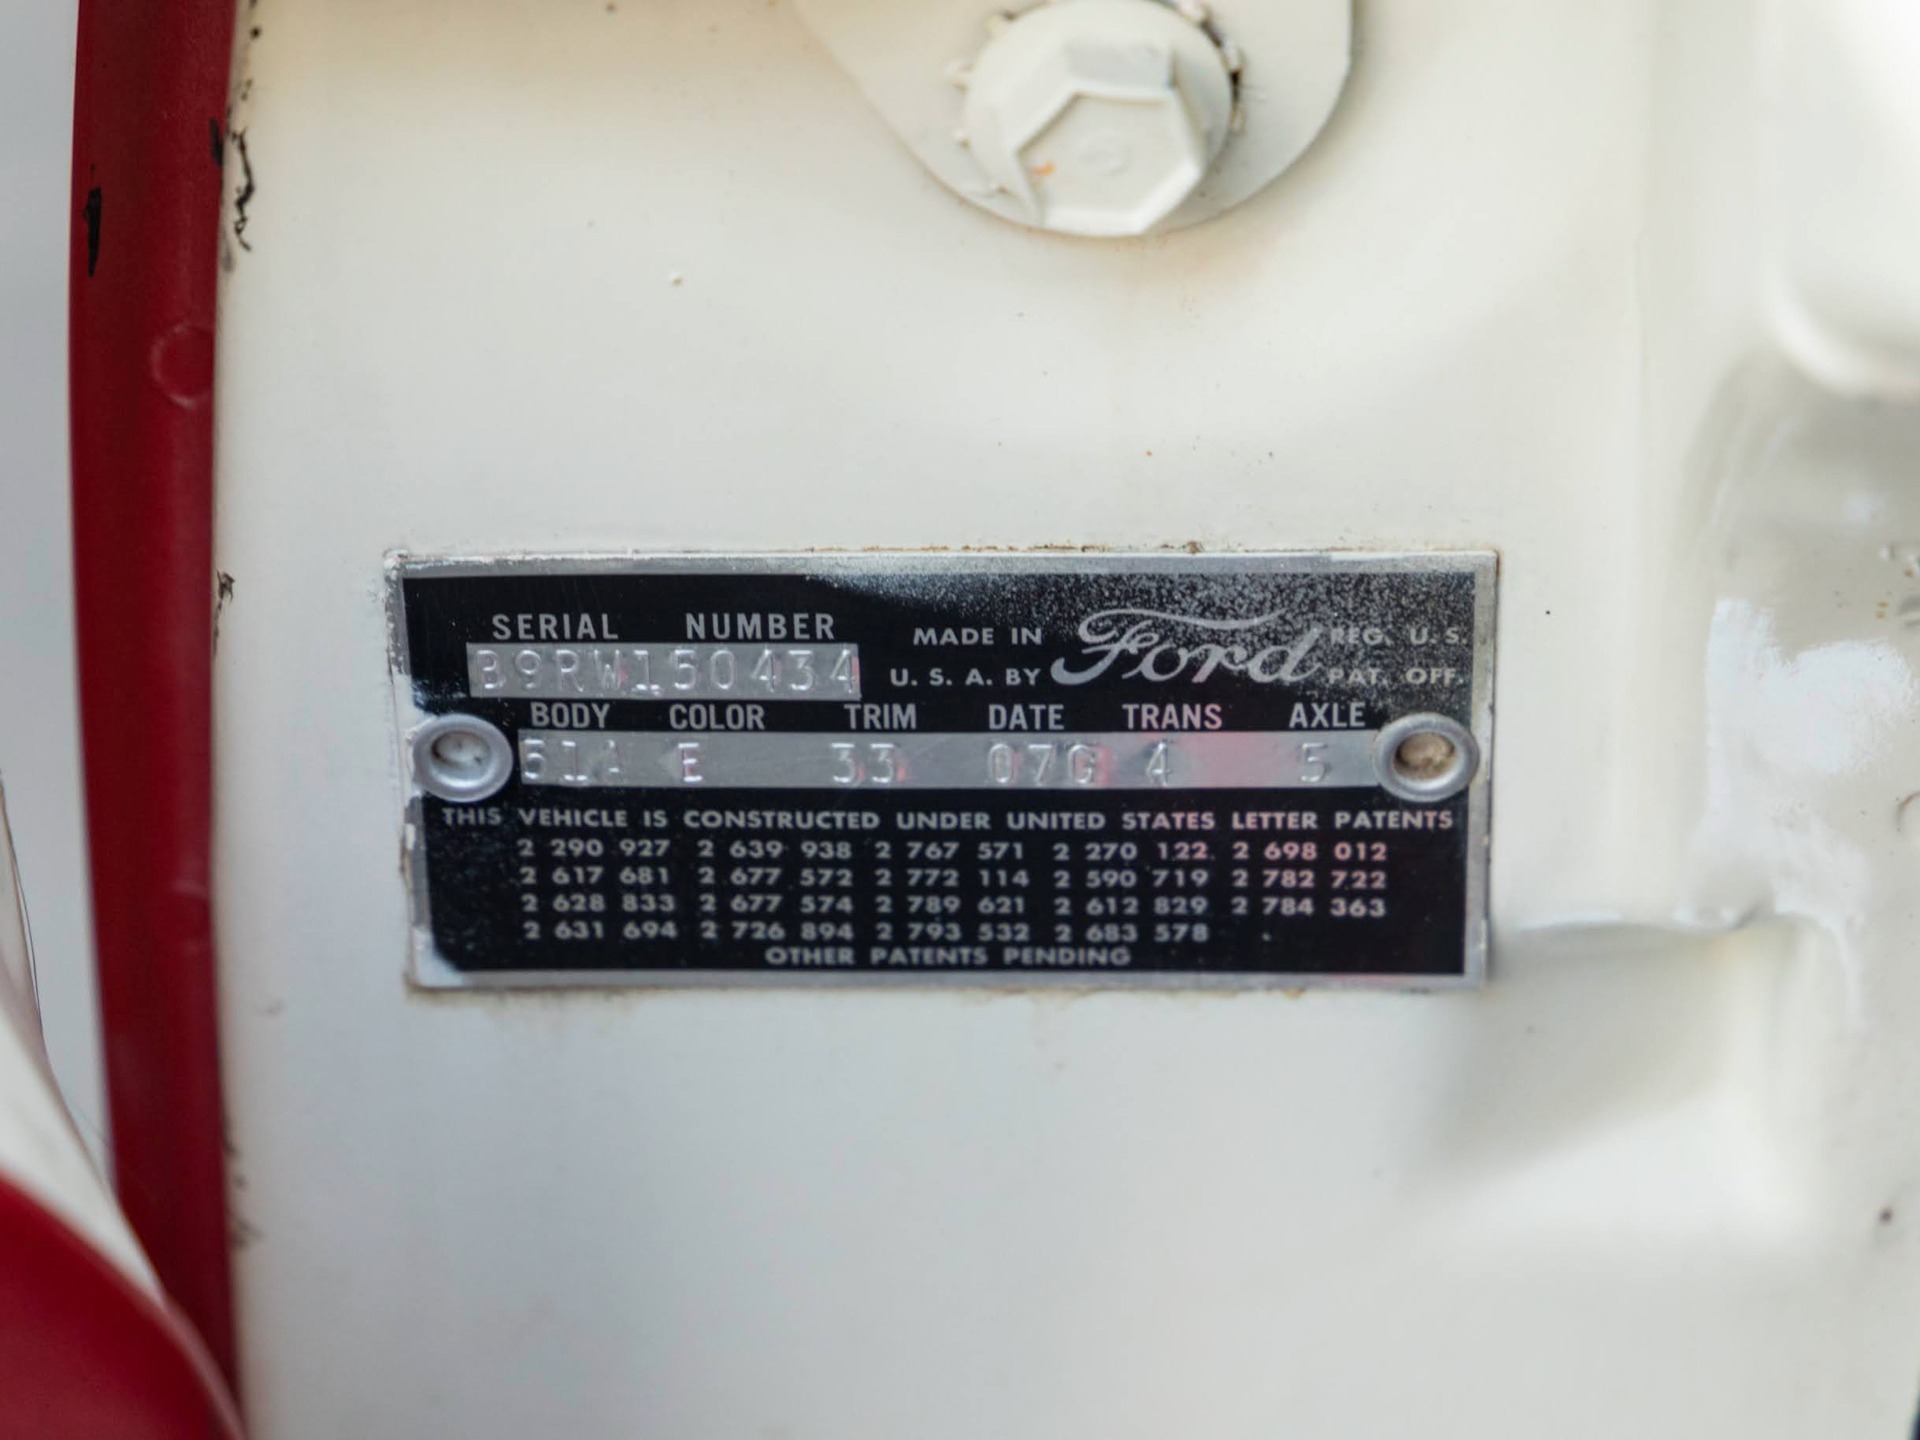 SERIAL NUMBER
B9RW150434
MADE IN
U. S. A. BY
Ford
REG. U. S.
PAT. OFF.
BODY COLOR TRIM DATE TRANS AXLE
51A E 33 07G 4 5
THIS VEHICLE IS CONSTRUCTED UNDER UNITED STATES LETTER PATENTS
2 290 927 2 639 938 2 767 571 2 270 122 2 698 012
2 617 681 2 677 572 2 772 114 2 590 719 2 782 722
2 628 833 2 677 574 2 789 621 2 612 829 2 784 363
2 631 694 2 726 894 2 793 532 2 683 578
OTHER PATENTS PENDING